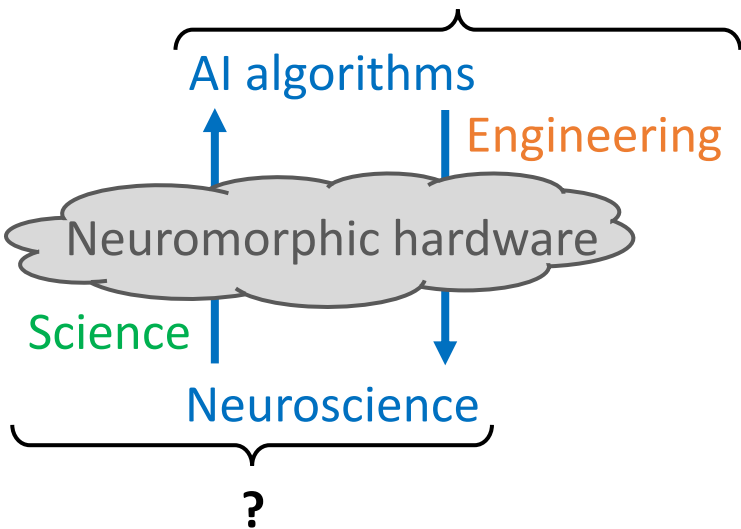 AI algorithms
Engineering
Neuromorphic hardware
Science
Neuroscience
?